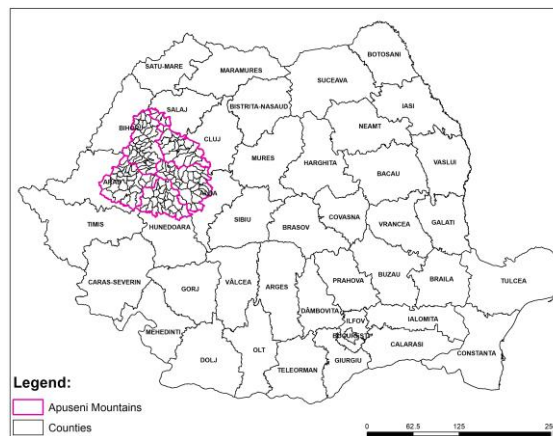 BOTOSANI
SATU-MARE
MARAMURES
SUCEAVA
IASI
SALAJ
BISTRITA-NASAUD
BIHOR
NEAMT
CLUJ
MURES
HARGHITA
BACAU
VASLUI
ARAD
ALBA
TIMIS
HUNEDOARA
SIBIU
BRASOV
COVASNA
VRANCEA
GALATI
CARAS-SEVERIN
GORJ
VÂLCEA
ARGES
PRAHOVA
BUZAU
BRAILA
TULCEA
DÂMBOVITA
ILFOV
IALOMITA
MEHEDINTI
BUCURESTI
DOLJ
OLT
TELEORMAN
GIURGIU
CALARASI
CONSTANTA
Legend:
Apuseni Mountains
Counties
0 62.5 125